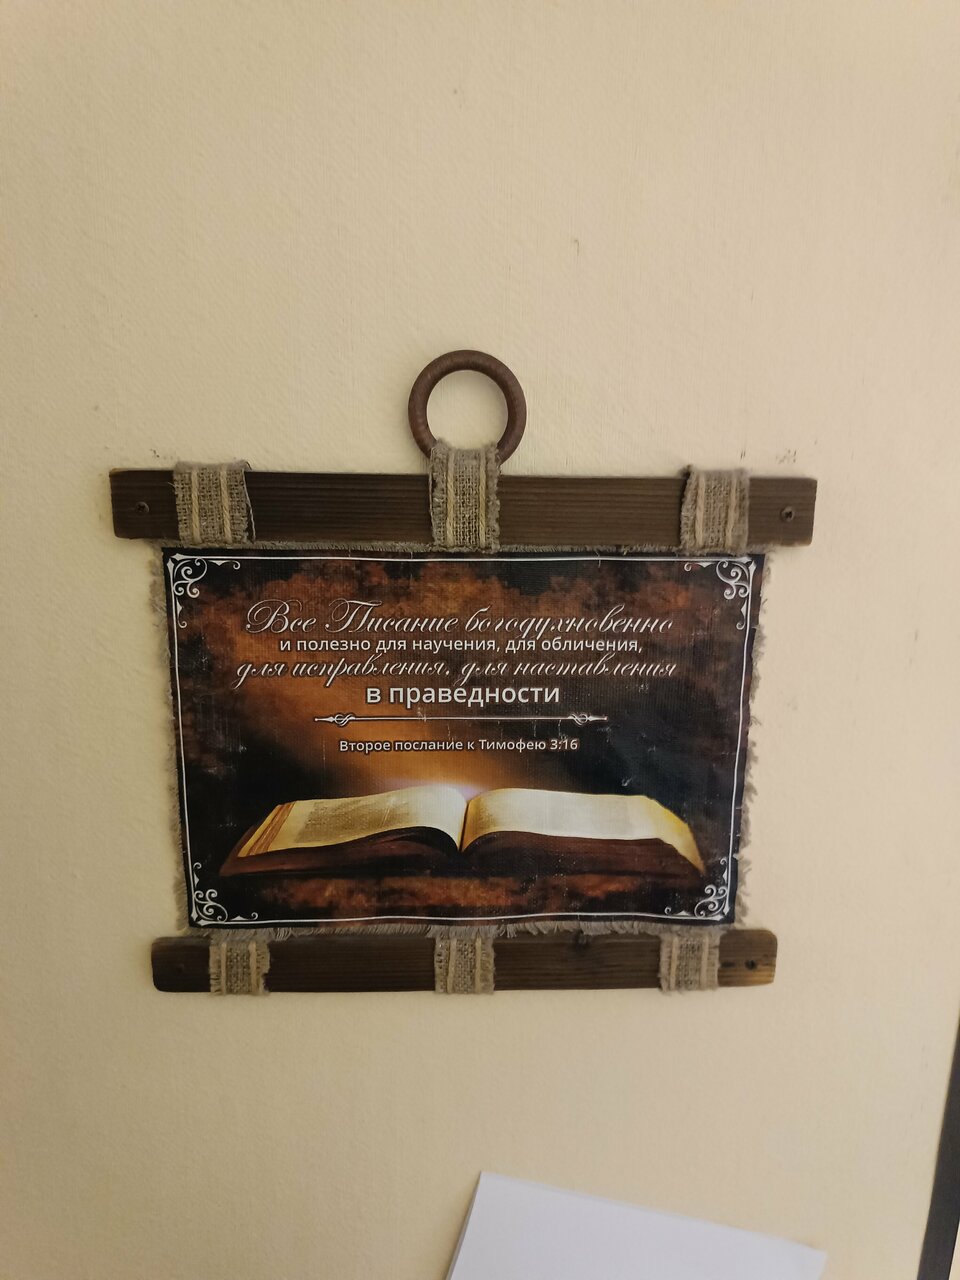 Все Писание богодухновенно
и полезно для научения, для обличения,
для исправления, для наставления
в праведности
Второе послание к Тимофею 3:16